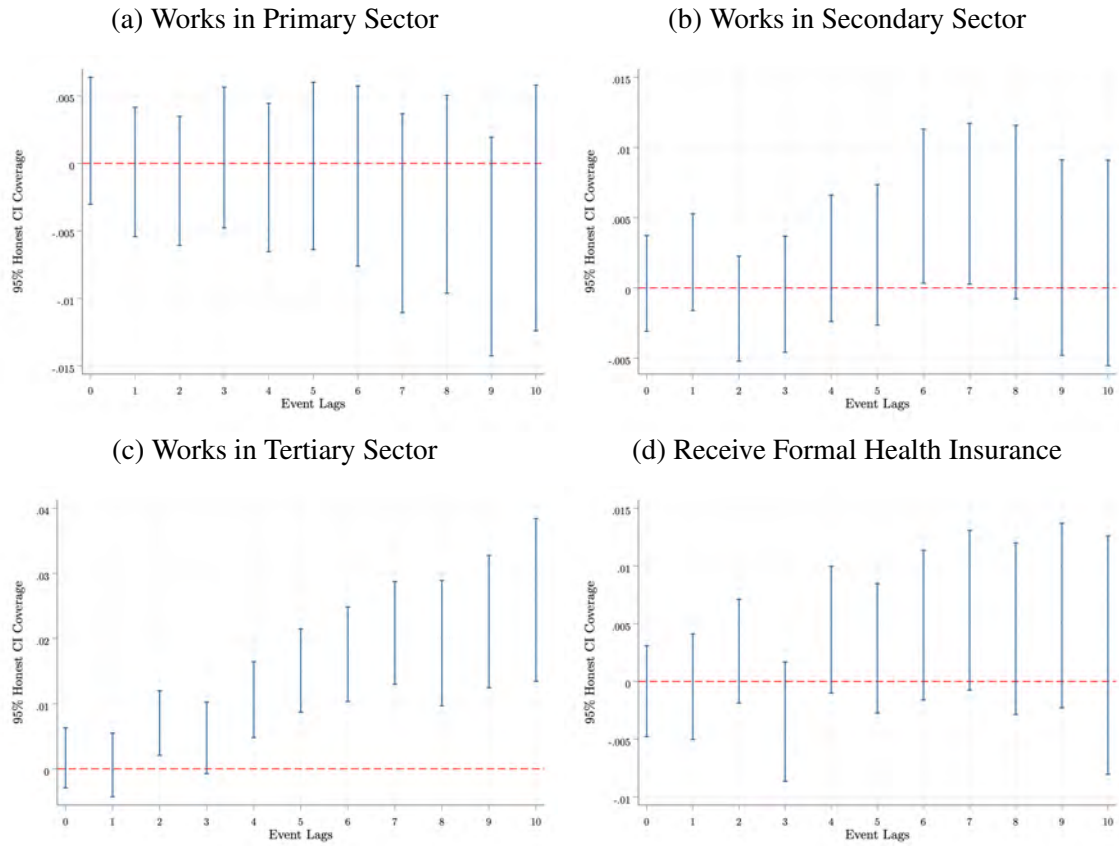 (a) Works in Primary Sector
95% Honest CI Coverage
.005
0
-.005
-.01
-.015
0 1 2 3 4 5 6 7 8 9 10
Event Lags
(b) Works in Secondary Sector
95% Honest CI Coverage
.015
.01
.005
0
-.005
0 1 2 3 4 5 6 7 8 9 10
Event Lags
(c) Works in Tertiary Sector
95% Honest CI Coverage
.04
.03
.02
.01
0
0 1 2 3 4 5 6 7 8 9 10
Event Lags
(d) Receive Formal Health Insurance
95% Honest CI Coverage
.015
.01
.005
0
-.005
-.01
0 1 2 3 4 5 6 7 8 9 10
Event Lags